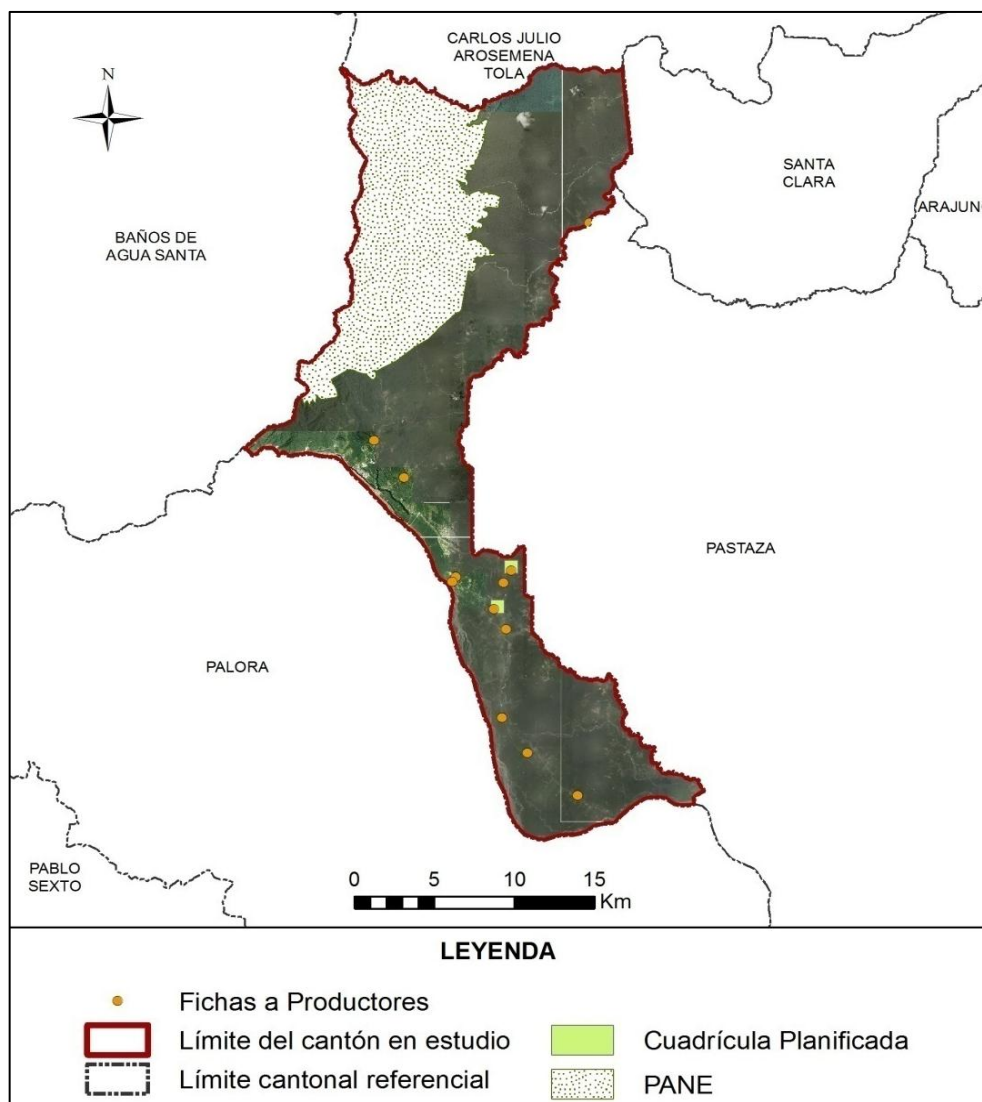 CARLOS JULIO
AROSEMENA
TOLA
N
SANTA
CLARA
ARAJUNO
BAÑOS DE
AGUA SANTA
PASTAZA
PALORA
PABLO
SEXTO
0 5 10 15
Km
LEYENDA
Fichas a Productores
Límite del cantón en estudio
Cuadrícula Planificada
Límite cantonal referencial
PANE